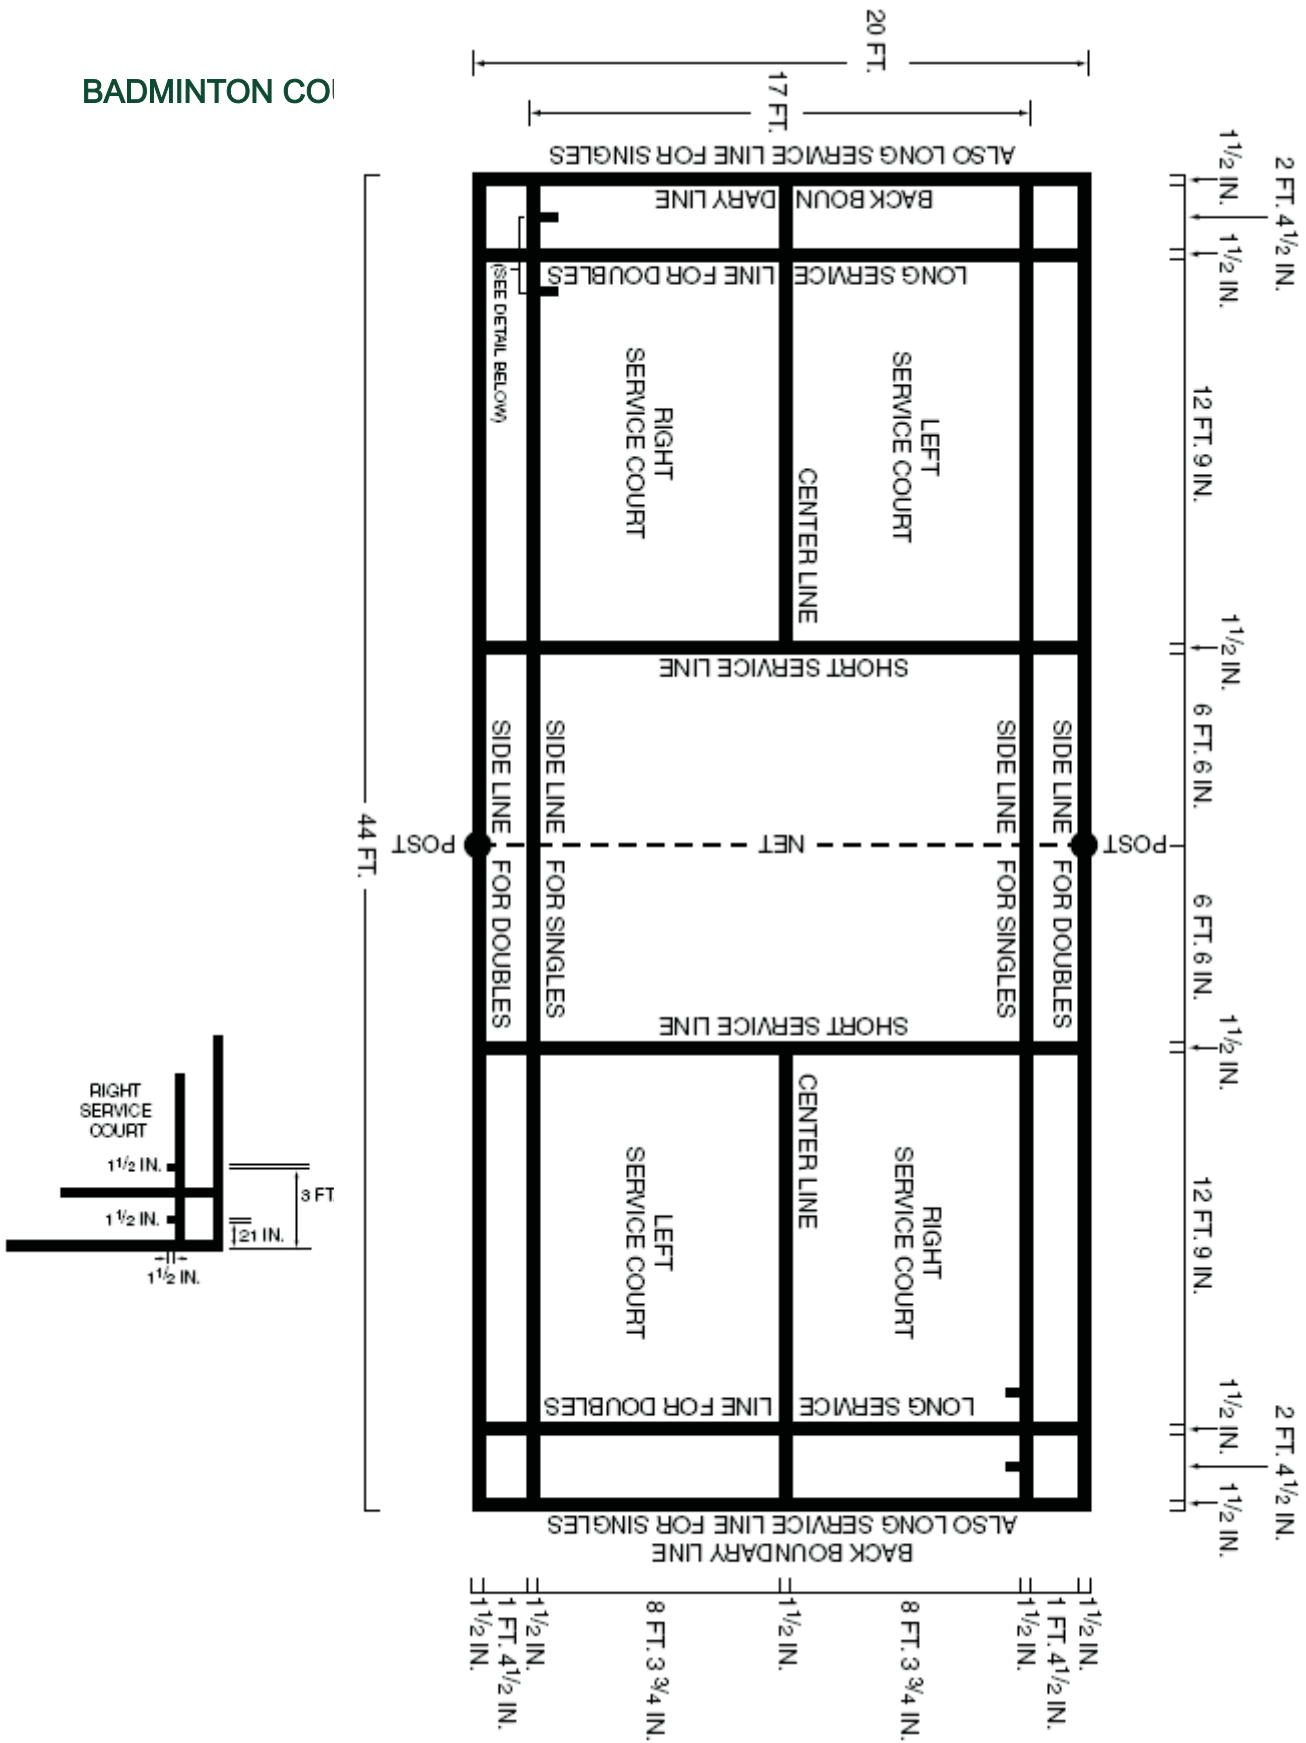 BADMINTON COU
20 FT.
17 FT.
ALSO LONG SERVICE LINE FOR SINGLES
BACK BOUNDARY LINE
LONG SERVICE LINE FOR DOUBLES
(SEE DETAIL BELOW)
RIGHT
SERVICE COURT
LEFT
SERVICE COURT
CENTER LINE
SHORT SERVICE LINE
SIDE LINE FOR DOUBLES
SIDE LINE FOR SINGLES
SIDE LINE FOR SINGLES
SIDE LINE FOR DOUBLES
POST
NET
POST
44 FT.
SHORT SERVICE LINE
CENTER LINE
LEFT
SERVICE COURT
RIGHT
SERVICE COURT
LONG SERVICE LINE FOR DOUBLES
ALSO LONG SERVICE LINE FOR SINGLES
BACK BOUNDARY LINE
1 1/2 IN.
2 FT. 4 1/2 IN.
1 1/2 IN.
12 FT. 9 IN.
1 1/2 IN.
6 FT. 6 IN.
6 FT. 6 IN.
1 1/2 IN.
12 FT. 9 IN.
1 1/2 IN.
2 FT. 4 1/2 IN.
1 1/2 IN.
1 1/2 IN.
1 FT. 4 1/2 IN.
1 1/2 IN.
8 FT. 3 3/4 IN.
1 1/2 IN.
8 FT. 3 3/4 IN.
1 1/2 IN.
1 FT. 4 1/2 IN.
1 1/2 IN.
RIGHT
SERVICE
COURT
1 1/2 IN.
3 FT
1 1/2 IN.
21 IN.
1 1/2 IN.